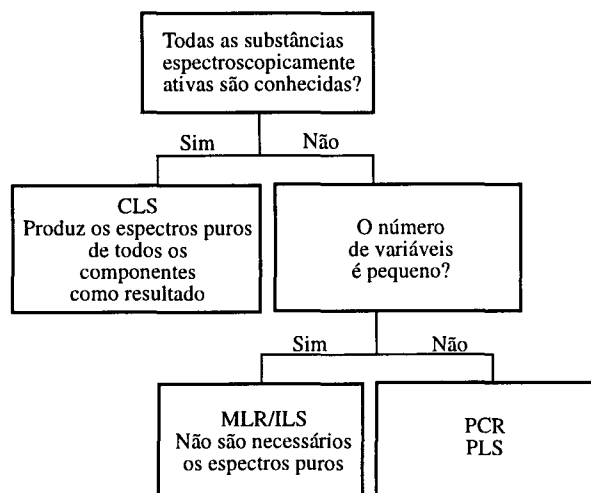 Todas as substâncias
espectroscopicamente
ativas são conhecidas?
Sim
Não
CLS
Produz os espectros puros
de todos os
componentes
como resultado
O número
de variáveis
é pequeno?
Sim
Não
MLR/ILS
Não são necessários
os espectros puros
PCR
PLS